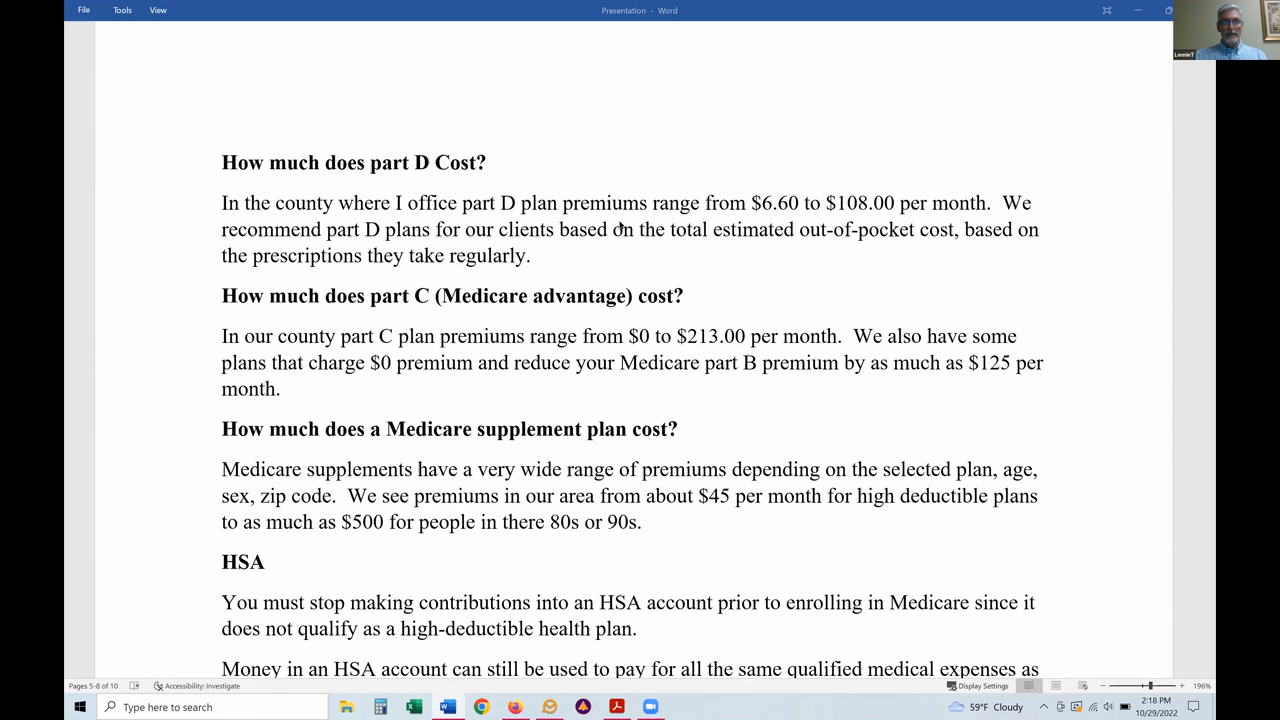 File Tools View Presentation - Word
LonnieT
How much does part D Cost?
In the county where I office part D plan premiums range from $6.60 to $108.00 per month. We
recommend part D plans for our clients based on the total estimated out-of-pocket cost, based on
the prescriptions they take regularly.
How much does part C (Medicare advantage) cost?
In our county part C plan premiums range from $0 to $213.00 per month. We also have some
plans that charge $0 premium and reduce your Medicare part B premium by as much as $125 per
month.
How much does a Medicare supplement plan cost?
Medicare supplements have a very wide range of premiums depending on the selected plan, age,
sex, zip code. We see premiums in our area from about $45 per month for high deductible plans
to as much as $500 for people in there 80s or 90s.
HSA
You must stop making contributions into an HSA account prior to enrolling in Medicare since it
does not qualify as a high-deductible health plan.
Money in an HSA account can still be used to pay for all the same qualified medical expenses as
Pages 5-8 of 10 Accessibility: Investigate Display Settings 196%
Type here to search 59°F Cloudy 2:18 PM
10/29/2022